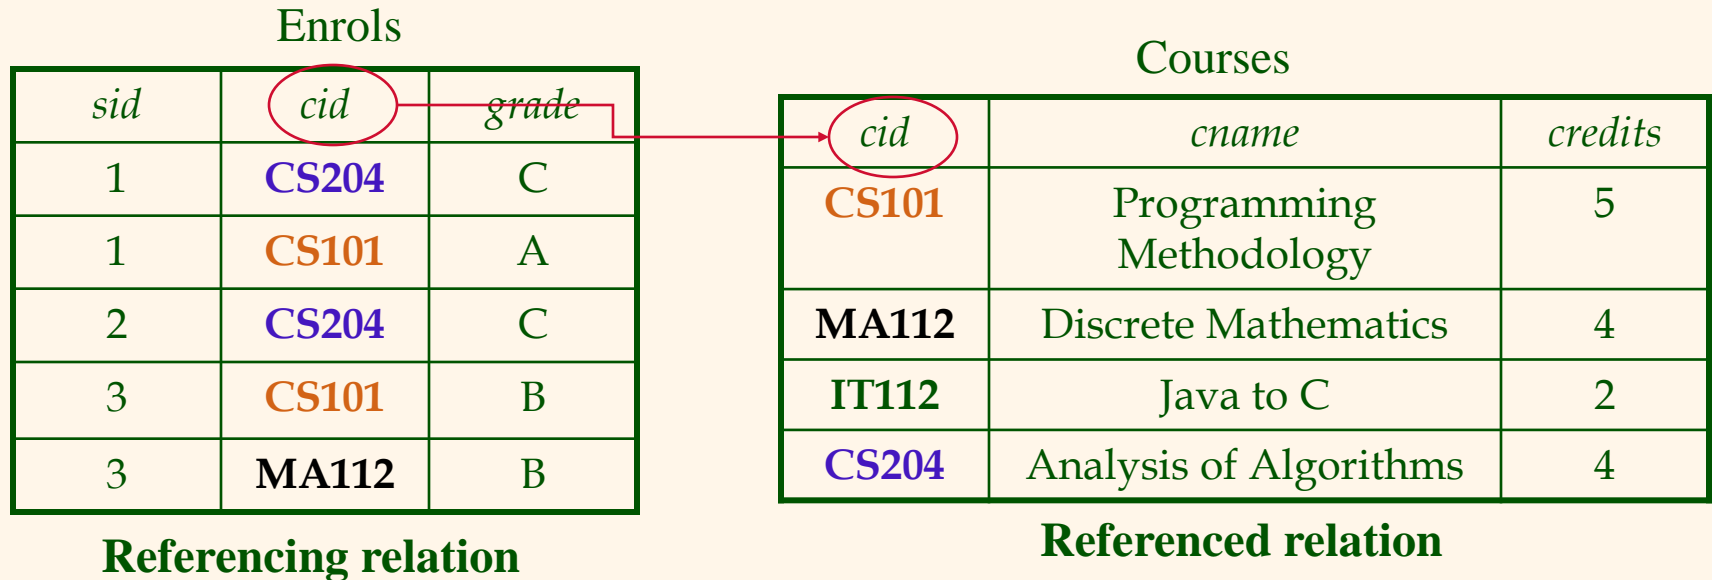 Enrols
sid cid grade
1 CS204 C
1 CS101 A
2 CS204 C
3 CS101 B
3 MA112 B
Referencing relation
Courses
cid cname credits
CS101 Programming 5
Methodology
MA112 Discrete Mathematics 4
IT112 Java to C 2
CS204 Analysis of Algorithms 4
Referenced relation